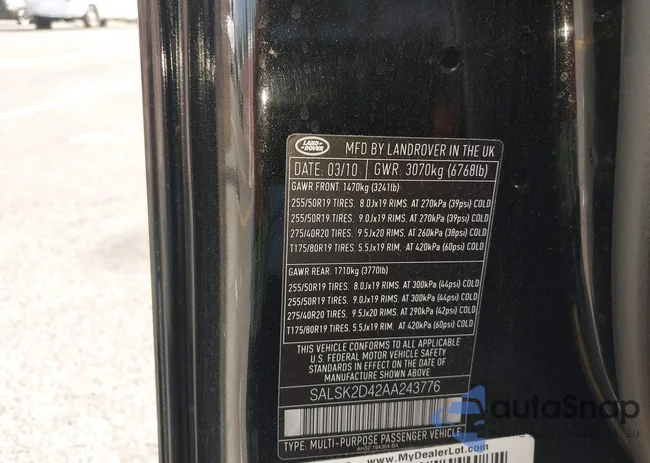 LAND ROVER MFD BY LANDROVER IN THE UK
DATE: 03/10 GWR: 3070kg (6768lb)
GAWR FRONT: 1470kg (3241lb)
255/50R19 TIRES. 8.0Jx19 RIMS. AT 270kPa (39psi) COLD
255/50R19 TIRES. 9.0Jx19 RIMS. AT 270kPa (39psi) COLD
275/40R20 TIRES. 9.5Jx20 RIMS. AT 260kPa (38psi) COLD
T175/80R19 TIRES. 5.5Jx19 RIM. AT 420kPa (60psi) COLD
GAWR REAR: 1710kg (3770lb)
255/50R19 TIRES. 8.0Jx19 RIMS. AT 300kPa (44psi) COLD
255/50R19 TIRES. 9.0Jx19 RIMS. AT 300kPa (44psi) COLD
275/40R20 TIRES. 9.5Jx20 RIMS. AT 290kPa (42psi) COLD
T175/80R19 TIRES. 5.5Jx19 RIM. AT 420kPa (60psi) COLD
THIS VEHICLE CONFORMS TO ALL APPLICABLE
U.S. FEDERAL MOTOR VEHICLE SAFETY
STANDARDS IN EFFECT ON THE DATE OF
MANUFACTURE SHOWN ABOVE
SALSK2D42AA243776
TYPE: MULTI-PURPOSE PASSENGER VEHICLE
www.MyDealerLot.com
autoSnap